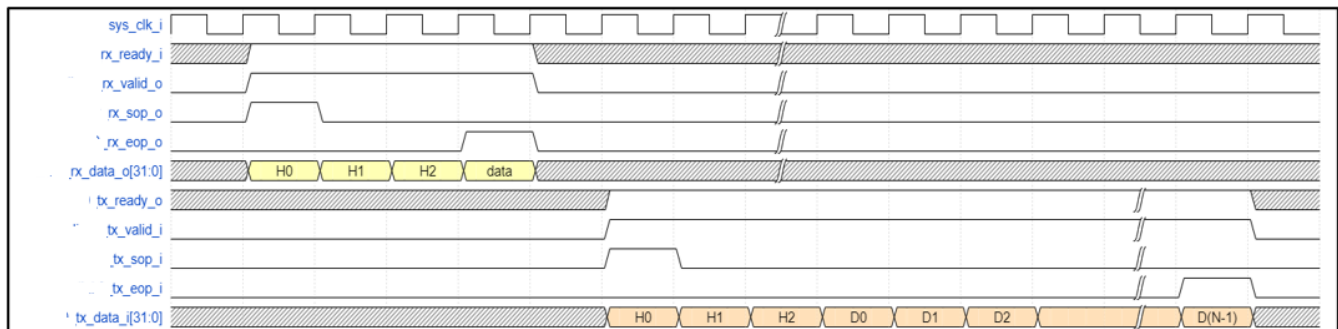 sys_clk_i
rx_ready_i
rx_valid_o
rx_sop_o
rx_eop_o
rx_data_o[31:0] H0 H1 H2 data
tx_ready_o
tx_valid_i
tx_sop_i
tx_eop_i
tx_data_i[31:0] H0 H1 H2 D0 D1 D2 D(N-1)